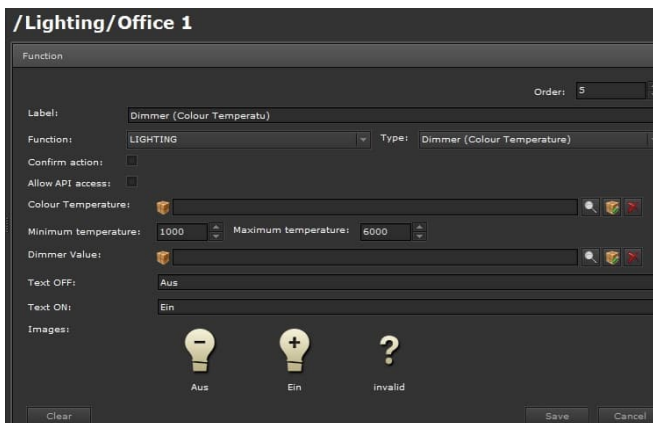 /Lighting/Office 1
Function
Order: 5
Label: Dimmer (Colour Temperatu)
Function: LIGHTING Type: Dimmer (Colour Temperature)
Confirm action:
Allow API access:
Colour Temperature:
Minimum temperature: 1000 Maximum temperature: 6000
Dimmer Value:
Text OFF: Aus
Text ON: Ein
Images:
Aus Ein invalid
Clear Save Cancel